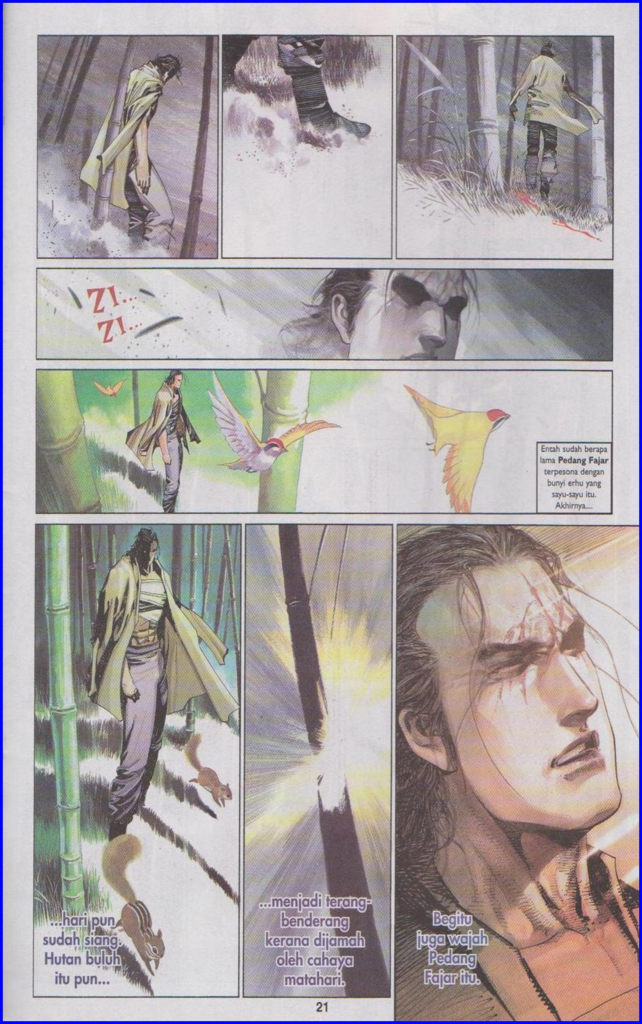 ZI...
ZI...
Entah sudah berapa
lama Pedang Fajar
terpesona dengan
bunyi erhu yang
sayu-sayu itu.
Akhirnya....
...hari pun
sudah siang.
Hutan buluh
itu pun...
...menjadi terang-
benderang
kerana dijamah
oleh cahaya
matahari.
Begitu
juga wajah
Pedang
Fajar itu.
21